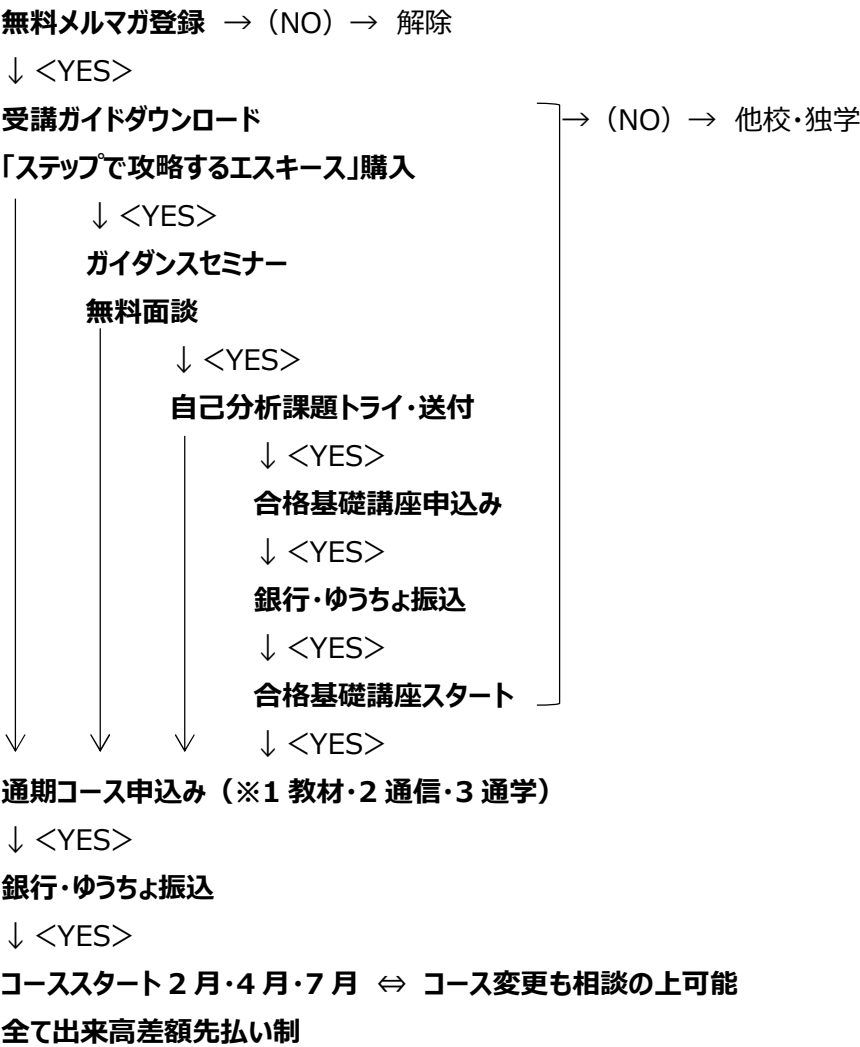 無料メルマガ登録 → （NO）→ 解除
↓ ＜YES＞
受講ガイドダウンロード →（NO）→ 他校・独学
「ステップで攻略するエスキース」購入
↓ ＜YES＞
ガイダンスセミナー
無料面談
↓ ＜YES＞
自己分析課題トライ・送付
↓ ＜YES＞
合格基礎講座申込み
↓ ＜YES＞
銀行・ゆうちょ振込
↓ ＜YES＞
合格基礎講座スタート
↓ ＜YES＞
通期コース申込み（※1 教材・2 通信・3 通学）
↓ ＜YES＞
銀行・ゆうちょ振込
↓ ＜YES＞
コーススタート 2 月・4 月・7 月 ⇔ コース変更も相談の上可能
全て出来高差額先払い制